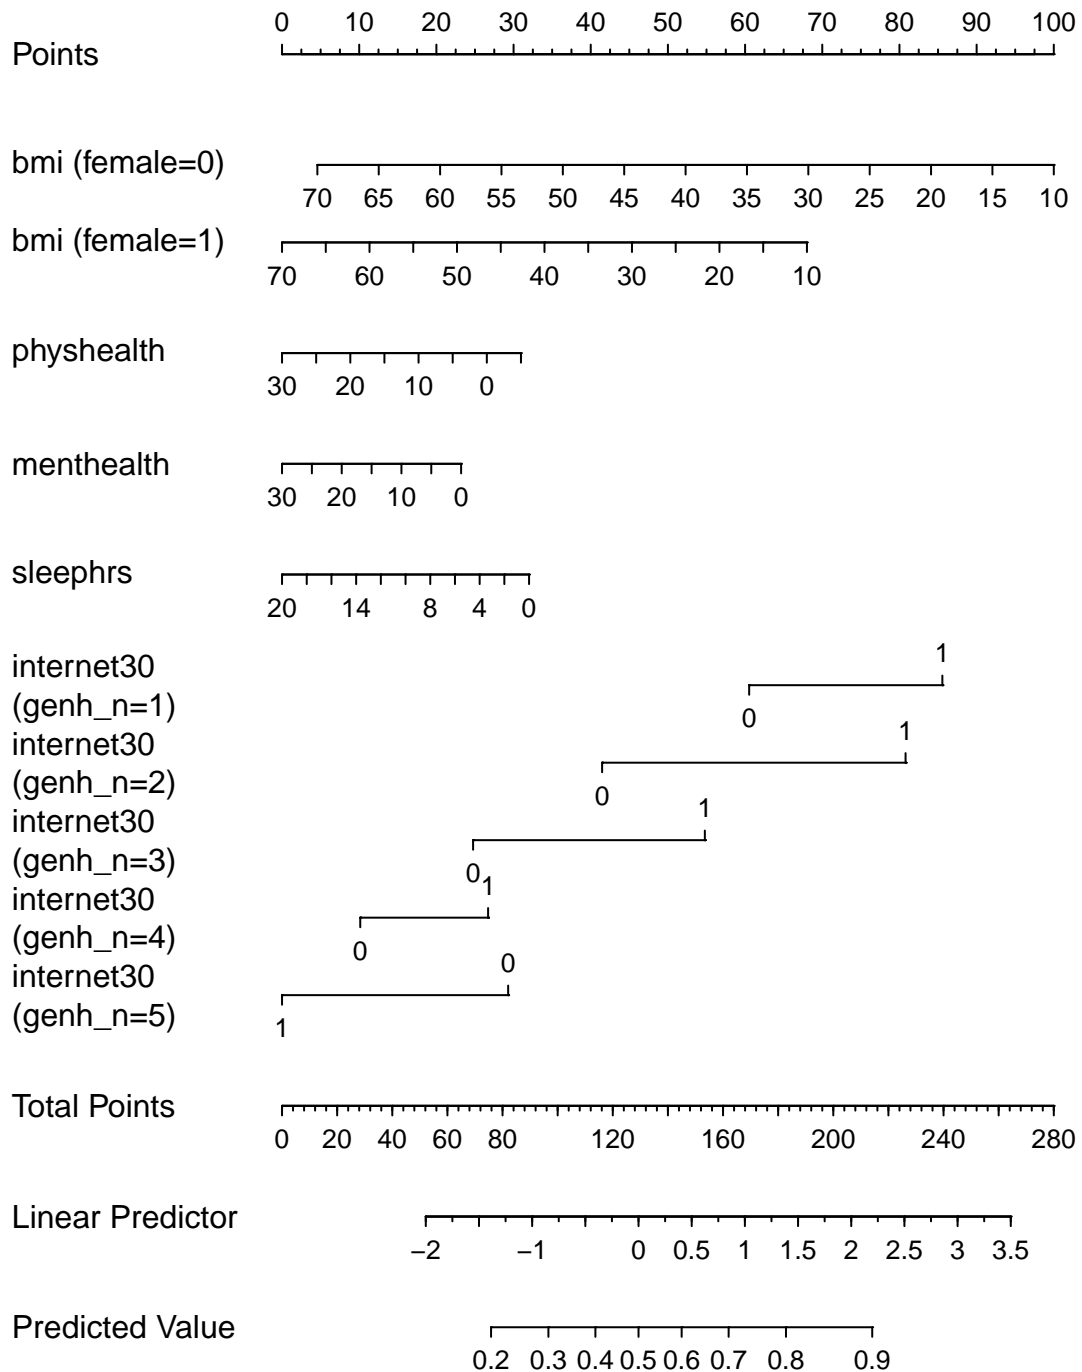 0 10 20 30 40 50 60 70 80 90 100
Points
bmi (female=0)
70 65 60 55 50 45 40 35 30 25 20 15 10
bmi (female=1)
70 60 50 40 30 20 10
physhealth
30 20 10 0
menthealth
30 20 10 0
sleephrs
20 14 8 4 0
internet30
(genh_n=1)
1
0
internet30
(genh_n=2)
1
0
internet30
(genh_n=3)
1
0
internet30
(genh_n=4)
1
0
internet30
(genh_n=5)
0
1
Total Points
0 20 40 60 80 120 160 200 240 280
Linear Predictor
−2 −1 0 0.5 1 1.5 2 2.5 3 3.5
Predicted Value
0.2 0.3 0.4 0.5 0.6 0.7 0.8 0.9